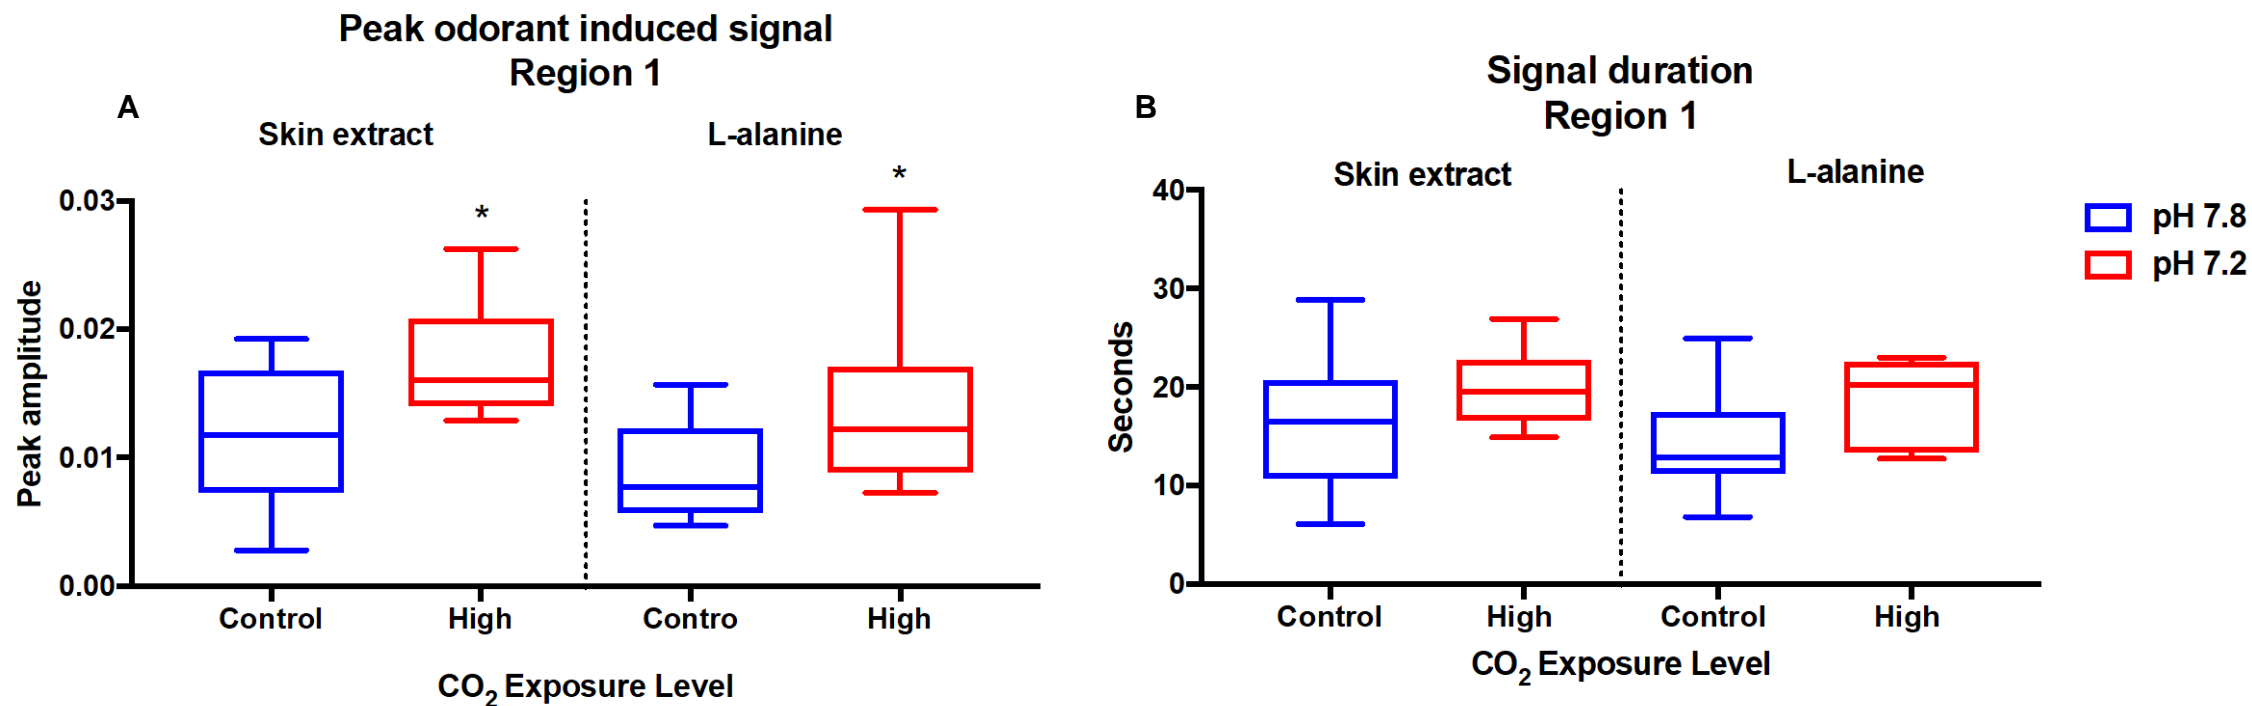 Peak odorant induced signal
Region 1
A
Skin extract
L-alanine
*
*
0.03
0.02
0.01
0.00
Peak amplitude
Control
High
Contro
High
CO2 Exposure Level
Signal duration
Region 1
B
Skin extract
L-alanine
40
30
20
10
0
Seconds
Control
High
Control
High
CO2 Exposure Level
pH 7.8
pH 7.2